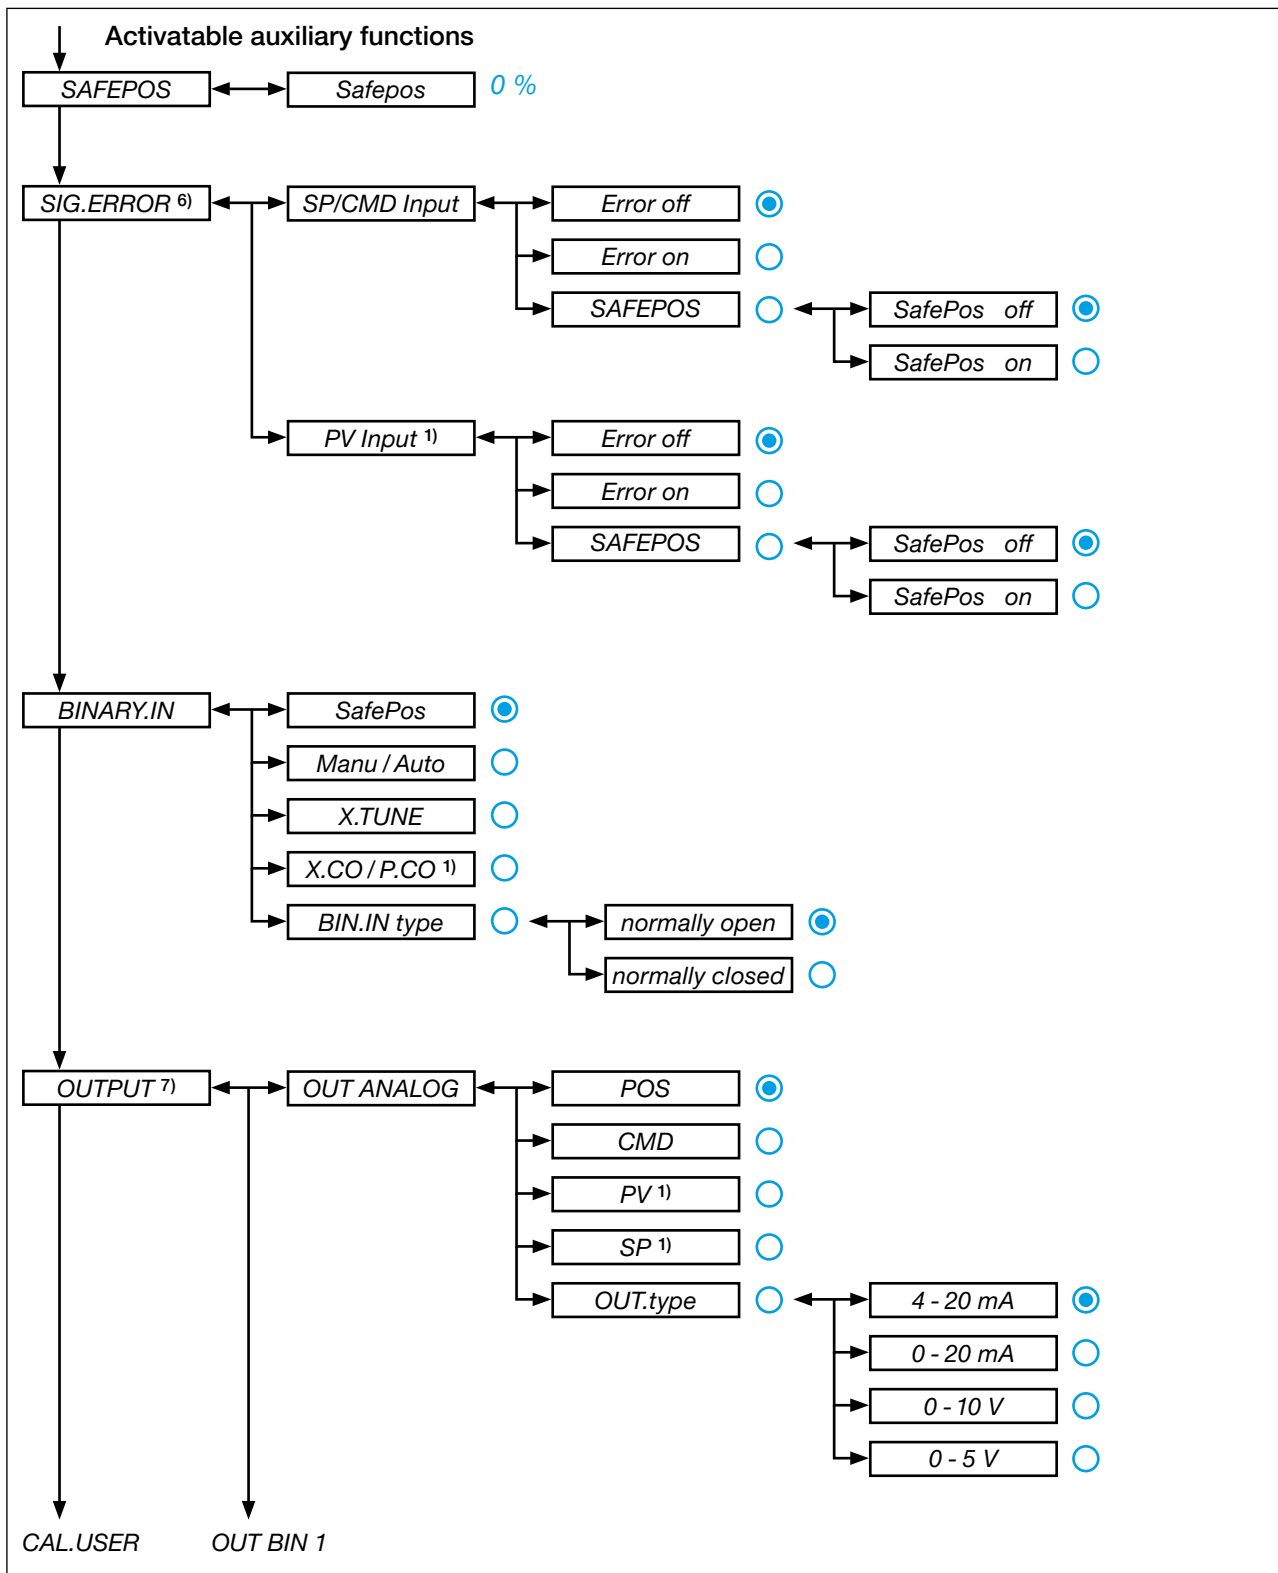 Activatable auxiliary functions
SAFEPOS
Safepos
0 %
SIG.ERROR 6)
SP/CMD Input
Error off
Error on
SAFEPOS
SafePos off
SafePos on
PV Input 1)
Error off
Error on
SAFEPOS
SafePos off
SafePos on
BINARY.IN
SafePos
Manu / Auto
X.TUNE
X.CO / P.CO 1)
BIN.IN type
normally open
normally closed
OUTPUT 7)
OUT ANALOG
POS
CMD
PV 1)
SP 1)
OUT.type
4 - 20 mA
0 - 20 mA
0 - 10 V
0 - 5 V
CAL.USER
OUT BIN 1